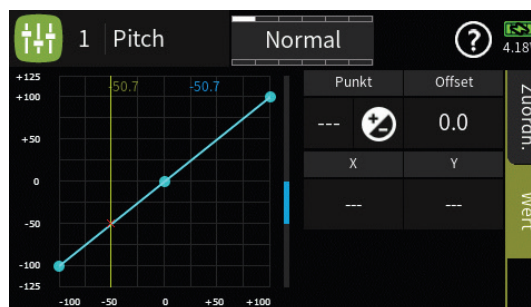 1 Pitch Normal ? 4.18V
+125
+100
+50
0
-50
-100
-125
-50.7 -50.7
-100 -50 0 +50 +100
Punkt Offset
--- 0.0
X Y
--- ---
Zuordn.
Wert